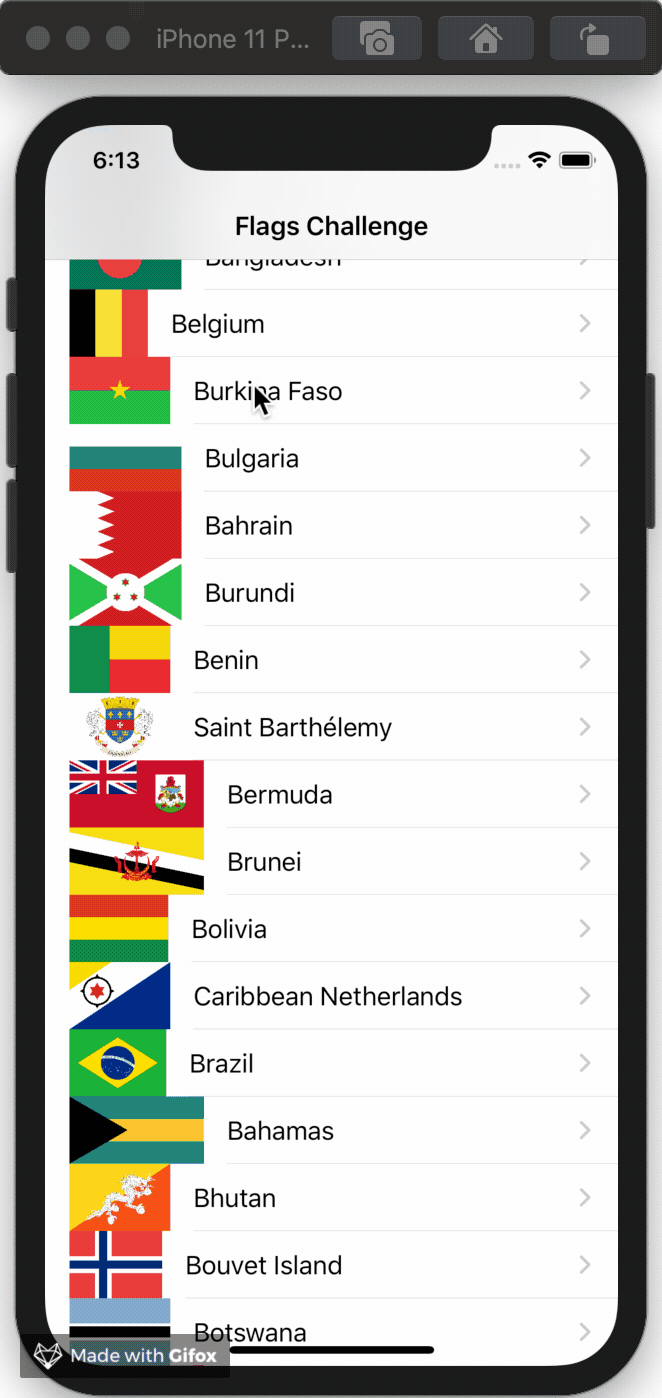 iPhone 11 P...
6:13
Flags Challenge
Bangladesh
Belgium
Burkina Faso
Bulgaria
Bahrain
Burundi
Benin
Saint Barthélemy
Bermuda
Brunei
Bolivia
Caribbean Netherlands
Brazil
Bahamas
Bhutan
Bouvet Island
Botswana
Made with Gifox